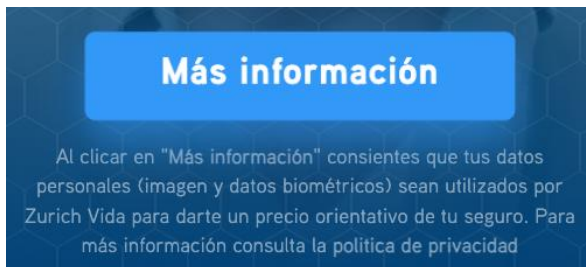 Más información
Al clicar en "Más información" consientes que tus datos
personales (imagen y datos biométricos) sean utilizados por
Zurich Vida para darte un precio orientativo de tu seguro. Para
más información consulta la politica de privacidad